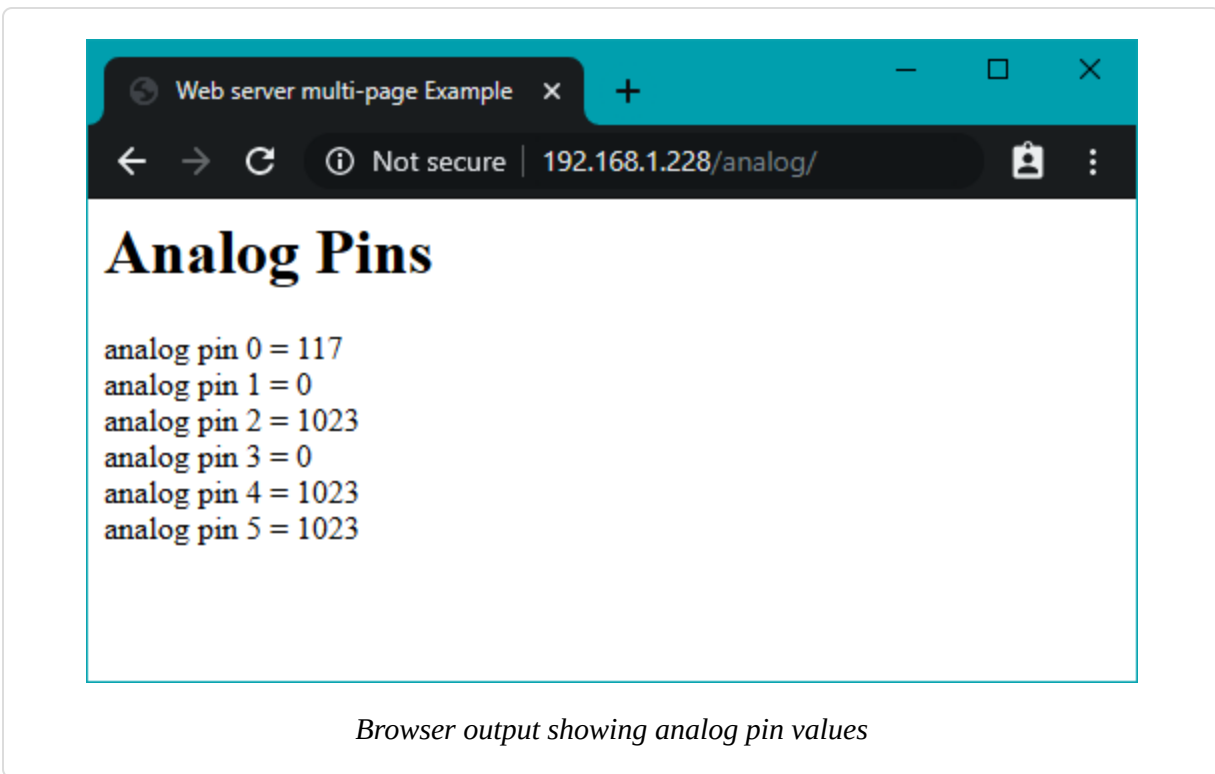 Web server multi-page Example
Not secure 192.168.1.228/analog/
Analog Pins
analog pin 0 = 117
analog pin 1 = 0
analog pin 2 = 1023
analog pin 3 = 0
analog pin 4 = 1023
analog pin 5 = 1023
Browser output showing analog pin values